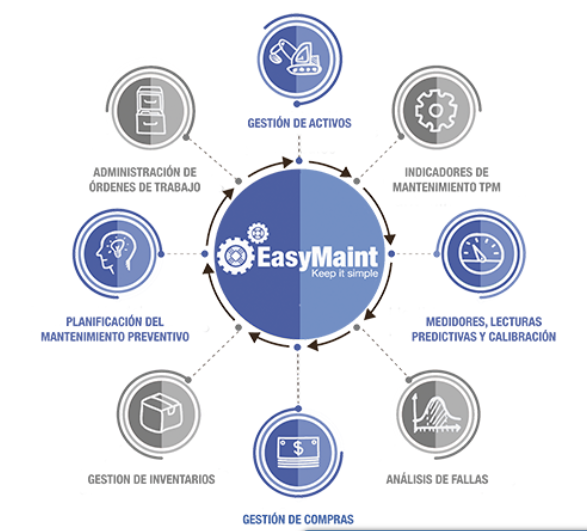 GESTIÓN DE ACTIVOS
ADMINISTRACIÓN DE
ÓRDENES DE TRABAJO
INDICADORES DE
MANTENIMIENTO TPM
EasyMaint
Keep it simple
PLANIFICACIÓN DEL
MANTENIMIENTO PREVENTIVO
MEDIDORES, LECTURAS
PREDICTIVAS Y CALIBRACIÓN
GESTION DE INVENTARIOS
ANÁLISIS DE FALLAS
$
GESTIÓN DE COMPRAS